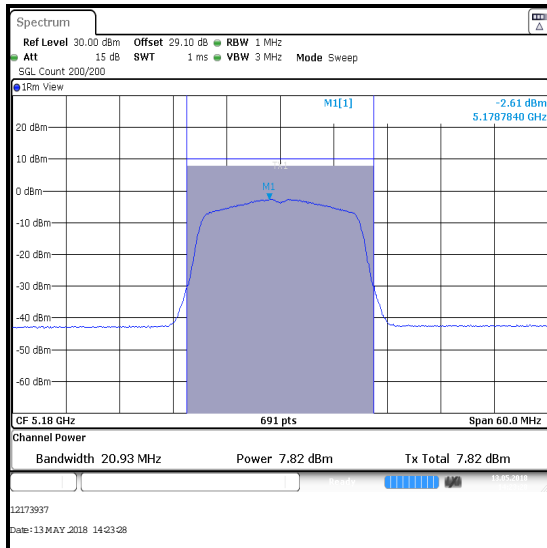 Spectrum
Ref Level 30.00 dBm Offset 29.10 dB RBW 1 MHz
Att 15 dB SWT 1 ms VBW 3 MHz Mode Sweep
SGL Count 200/200
1Rm View
M1[1] -2.61 dBm
5.1787840 GHz
20 dBm
10 dBm
0 dBm
M1
-10 dBm
-20 dBm
-30 dBm
-40 dBm
-50 dBm
-60 dBm
CF 5.18 GHz 691 pts Span 60.0 MHz
Channel Power
Bandwidth 20.93 MHz Power 7.82 dBm Tx Total 7.82 dBm
Ready 13.05.2018
12173937
Date: 13 MAY 2018 14:23:28